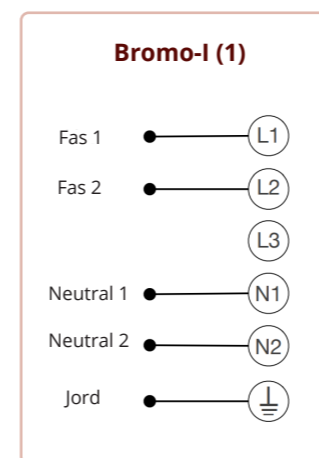 Bromo-I (1)
Fas 1 L1
Fas 2 L2
L3
Neutral 1 N1
Neutral 2 N2
Jord